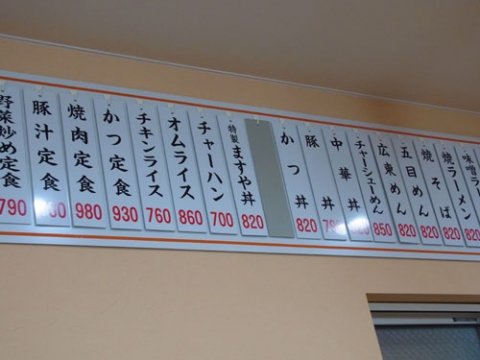 味噌ラ
820
焼ラーメン
820
焼そば
820
五目めん
820
広東めん
820
チャーシューめん
850
中華丼
豚丼
かつ丼
820
特製ますや丼
820
チャーハン
700
オムライス
860
チキンライス
760
かつ定食
930
焼肉定食
980
豚汁定食
野菜炒め定食
790